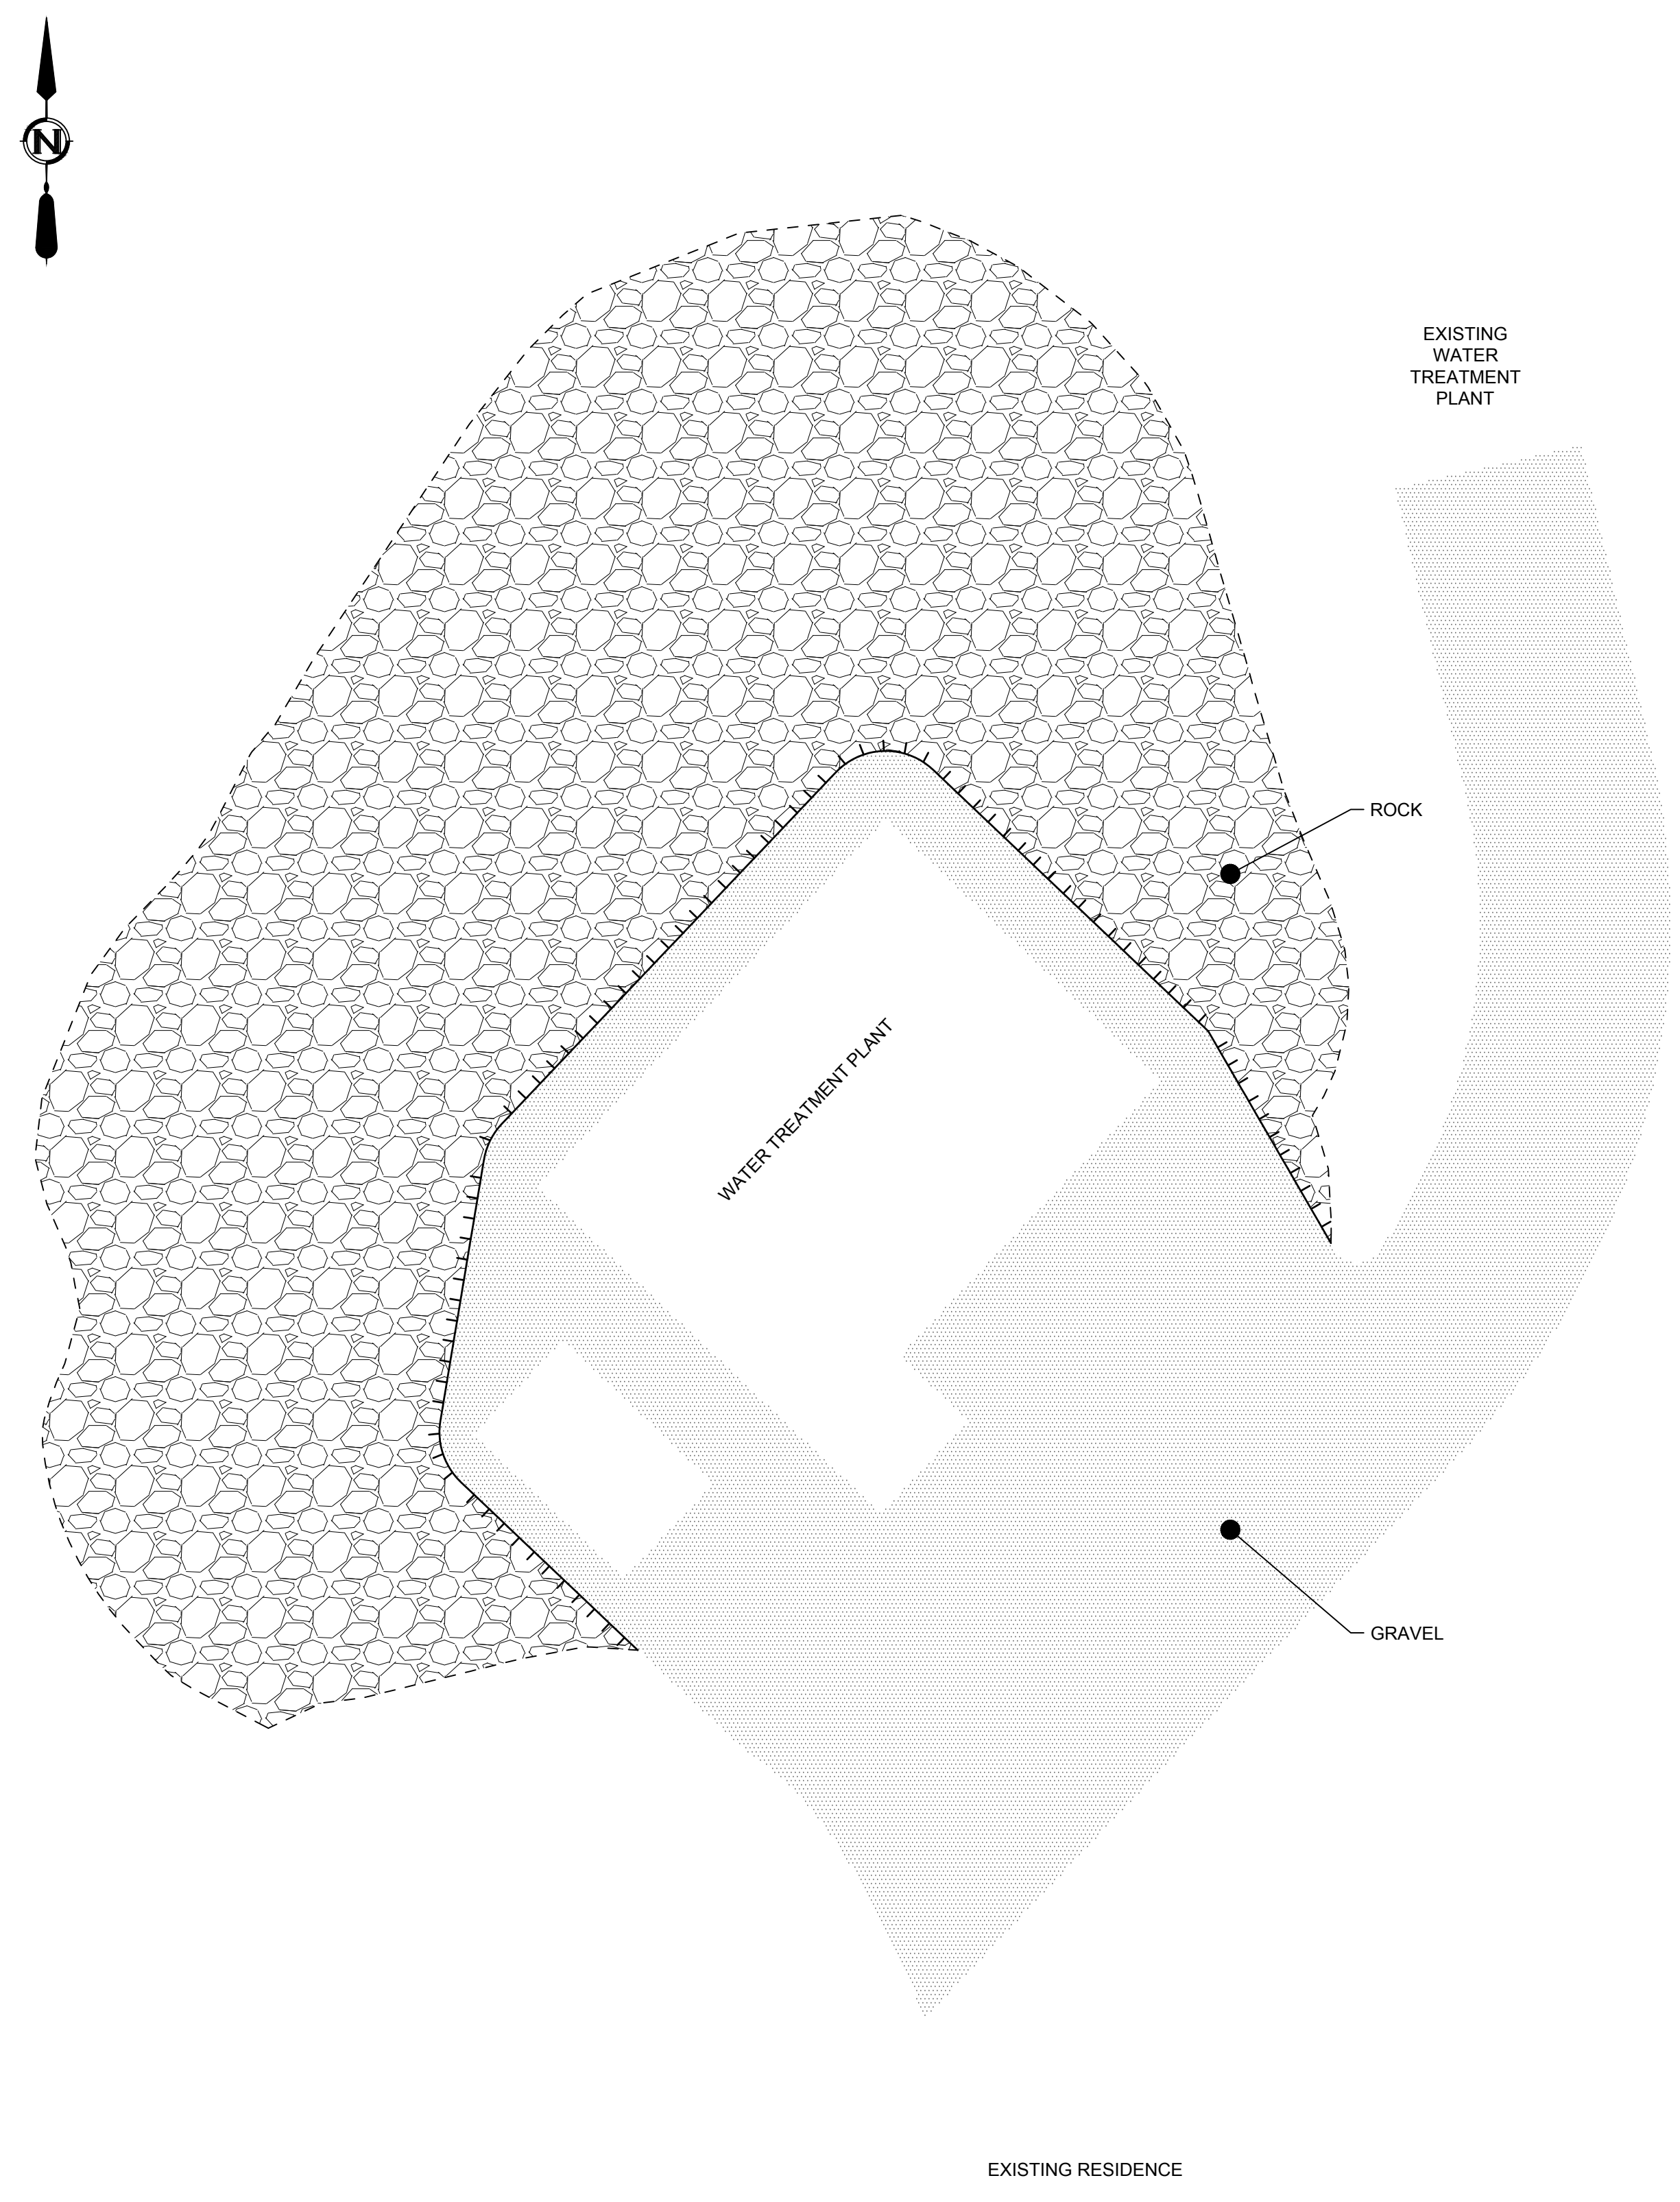 N
EXISTING
WATER
TREATMENT
PLANT
ROCK
WATER TREATMENT PLANT
GRAVEL
EXISTING RESIDENCE